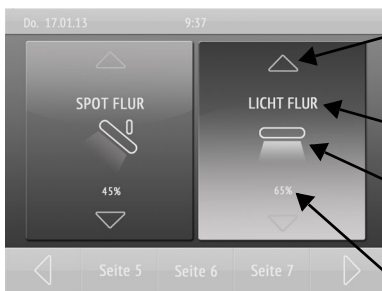 Do. 17.01.13 9:37
SPOT FLUR
45%
LICHT FLUR
65%
Seite 5 Seite 6 Seite 7